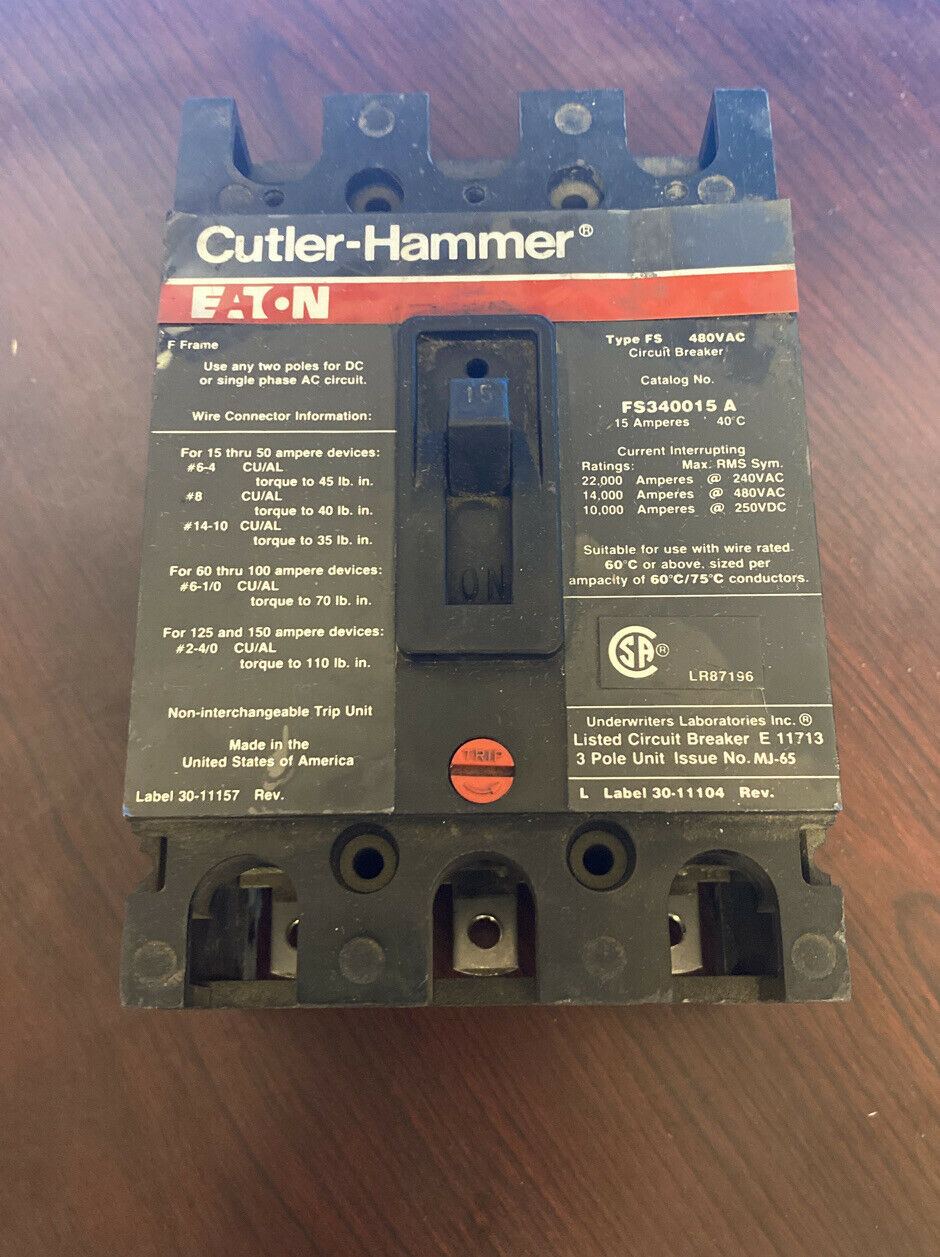 Cutler-Hammer®
EATON
F Frame
Use any two poles for DC
or single phase AC circuit.
Wire Connector Information:
For 15 thru 50 ampere devices:
#6-4 CU/AL
torque to 45 lb. in.
#8 CU/AL
torque to 40 lb. in.
#14-10 CU/AL
torque to 35 lb. in.
For 60 thru 100 ampere devices:
#6-1/0 CU/AL
torque to 70 lb. in.
For 125 and 150 ampere devices:
#2-4/0 CU/AL
torque to 110 lb. in.
Non-interchangeable Trip Unit
Made in the
United States of America
Label 30-11157 Rev.
15
ON
TRIP
Type FS 480VAC
Circuit Breaker
Catalog No.
FS340015 A
15 Amperes 40°C
Current Interrupting
Ratings: Max. RMS Sym.
22,000 Amperes @ 240VAC
14,000 Amperes @ 480VAC
10,000 Amperes @ 250VDC
Suitable for use with wire rated
60°C or above, sized per
ampacity of 60°C/75°C conductors.
CSA®
LR87196
Underwriters Laboratories Inc.®
Listed Circuit Breaker E 11713
3 Pole Unit Issue No. MJ-65
L Label 30-11104 Rev.